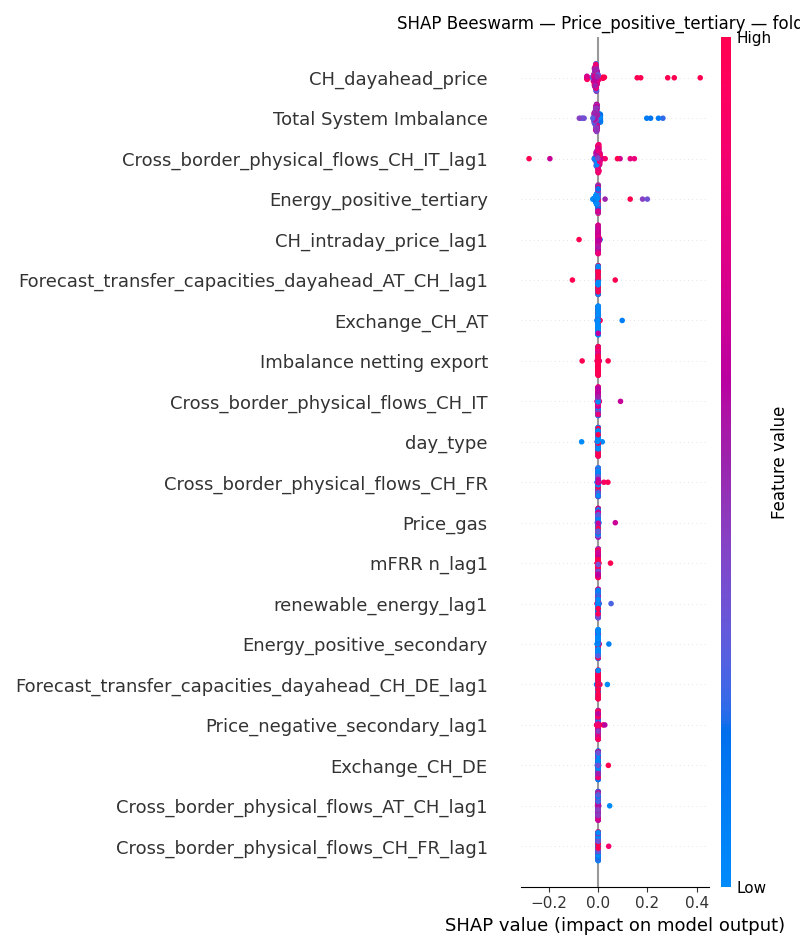 SHAP Beeswarm — Price_positive_tertiary — fold
High
CH_dayahead_price
Total System Imbalance
Cross_border_physical_flows_CH_IT_lag1
Energy_positive_tertiary
CH_intraday_price_lag1
Forecast_transfer_capacities_dayahead_AT_CH_lag1
Exchange_CH_AT
Imbalance netting export
Cross_border_physical_flows_CH_IT
day_type
Cross_border_physical_flows_CH_FR
Price_gas
mFRR n_lag1
renewable_energy_lag1
Energy_positive_secondary
Forecast_transfer_capacities_dayahead_CH_DE_lag1
Price_negative_secondary_lag1
Exchange_CH_DE
Cross_border_physical_flows_AT_CH_lag1
Cross_border_physical_flows_CH_FR_lag1
Feature value
Low
−0.2 0.0 0.2 0.4
SHAP value (impact on model output)